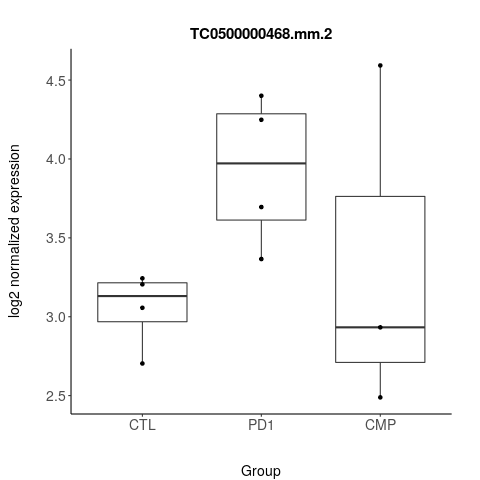 TC0500000468.mm.2
log2 normalized expression
4.5
4.0
3.5
3.0
2.5
CTL PD1 CMP
Group